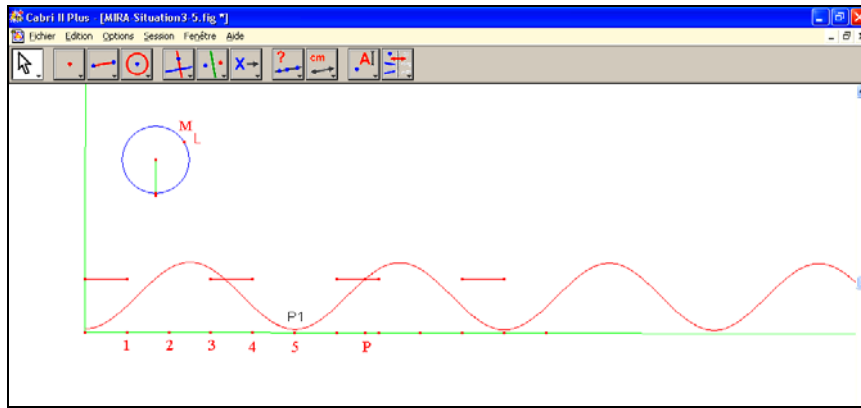 Cabri II Plus - [MIRA-Situation3-5.fig *]
Fichier Edition Options Session Fenêtre Aide
? cm A
M
L
P1
1 2 3 4 5 P